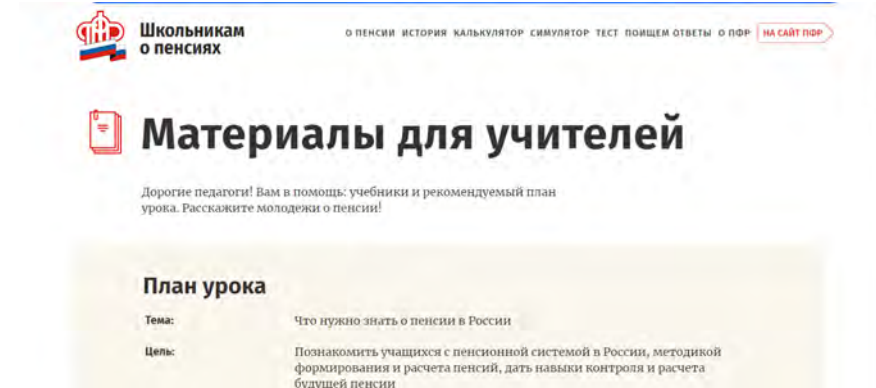 Школьникам
о пенсиях
О ПЕНСИИ ИСТОРИЯ КАЛЬКУЛЯТОР СИМУЛЯТОР ТЕСТ ПОИЩЕМ ОТВЕТЫ О ПФР НА САЙТ ПФР
Материалы для учителей
Дорогие педагоги! Вам в помощь: учебники и рекомендуемый план
урока. Расскажите молодежи о пенсии!
План урока
Тема: Что нужно знать о пенсии в России
Цель: Познакомить учащихся с пенсионной системой в России, методикой
формирования и расчета пенсий, дать навыки контроля и расчета
будущей пенсии